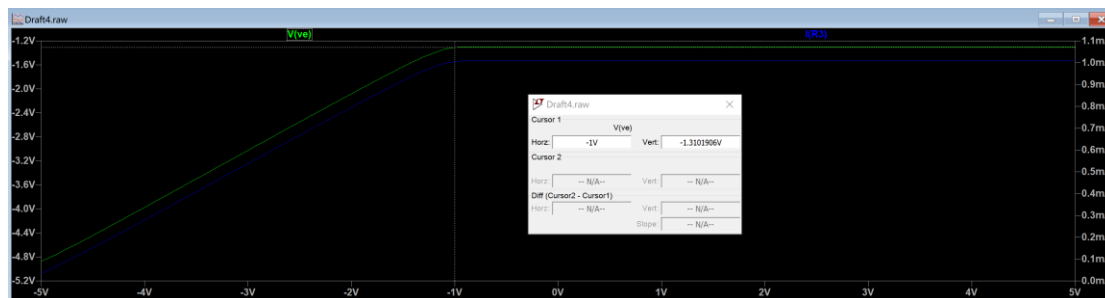 Draft4.raw
V(ve) I(R3)
-1.2V 1.1m
-1.6V 1.0m
-2.0V 0.9m
-2.4V 0.8m
-2.8V 0.7m
-3.2V 0.6m
-3.6V 0.5m
-4.0V 0.4m
-4.4V 0.3m
-4.8V 0.1m
-5.2V 0.0m
-5V -4V -3V -2V -1V 0V 1V 2V 3V 4V 5V
Draft4.raw
Cursor 1
V(ve)
Horz: -1V Vert: -1.3101906V
Cursor 2
Horz: -- N/A-- Vert: -- N/A--
Diff (Cursor2 - Cursor1)
Horz: -- N/A-- Vert: -- N/A--
Slope: -- N/A--